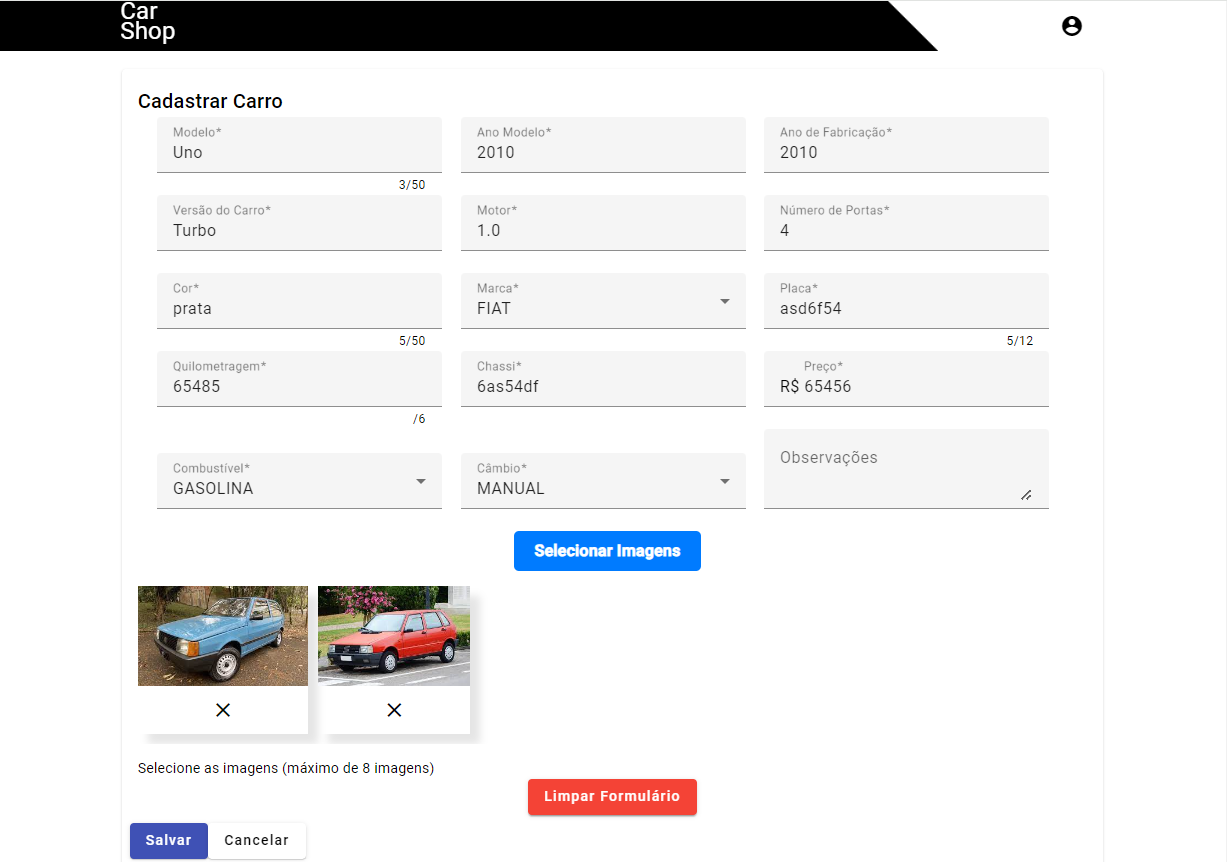 Car
Shop
Cadastrar Carro
Modelo*
Uno
3/50
Ano Modelo*
2010
Ano de Fabricação*
2010
Versão do Carro*
Turbo
Motor*
1.0
Número de Portas*
4
Cor*
prata
5/50
Marca*
FIAT
Placa*
asd6f54
5/12
Quilometragem*
65485
/6
Chassi*
6as54df
Preço*
R$ 65456
Combustível*
GASOLINA
Câmbio*
MANUAL
Observações
Selecionar Imagens
Selecione as imagens (máximo de 8 imagens)
Limpar Formulário
Salvar
Cancelar